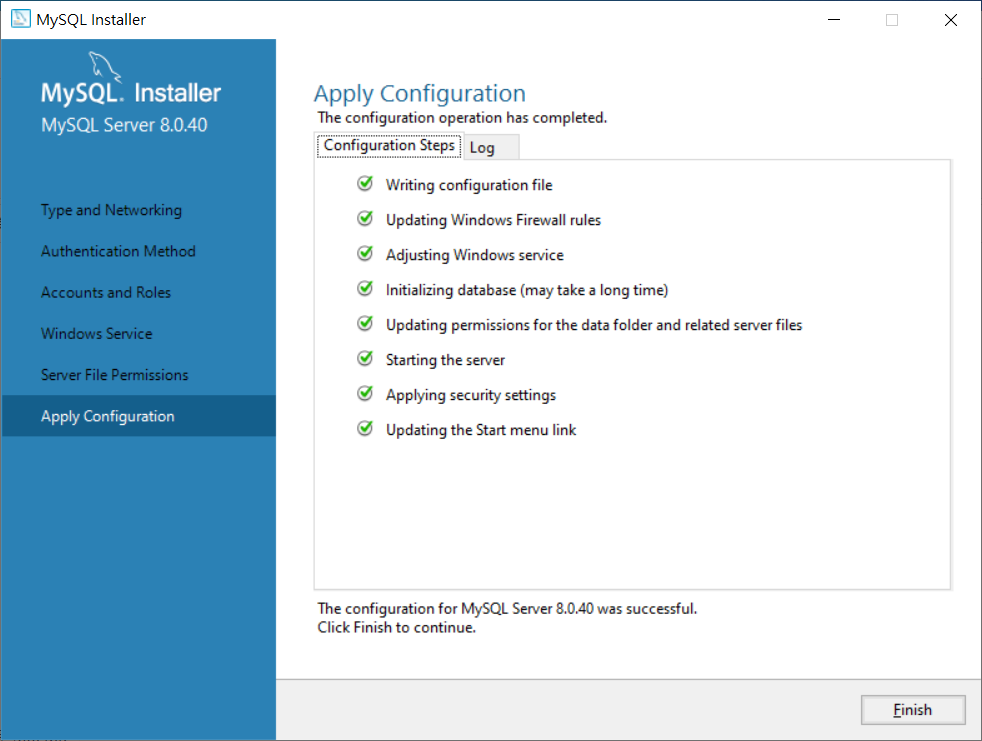 MySQL Installer
MySQL. Installer
MySQL Server 8.0.40
Type and Networking
Authentication Method
Accounts and Roles
Windows Service
Server File Permissions
Apply Configuration
Apply Configuration
The configuration operation has completed.
Configuration Steps Log
Writing configuration file
Updating Windows Firewall rules
Adjusting Windows service
Initializing database (may take a long time)
Updating permissions for the data folder and related server files
Starting the server
Applying security settings
Updating the Start menu link
The configuration for MySQL Server 8.0.40 was successful.
Click Finish to continue.
Finish